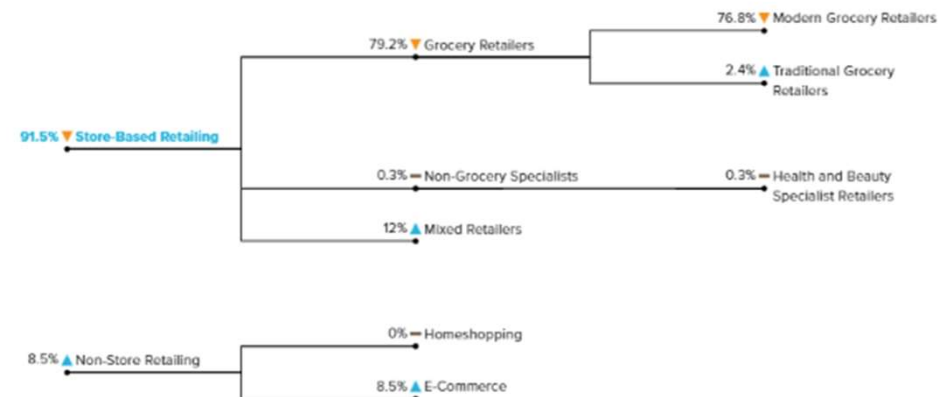 76.8% ▼ Modern Grocery Retailers
79.2% ▼ Grocery Retailers
2.4% ▲ Traditional Grocery
Retailers
91.5% ▼ Store-Based Retailing
0.3% – Non-Grocery Specialists
0.3% – Health and Beauty
Specialist Retailers
12% ▲ Mixed Retailers
0% – Homeshopping
8.5% ▲ Non-Store Retailing
8.5% ▲ E-Commerce